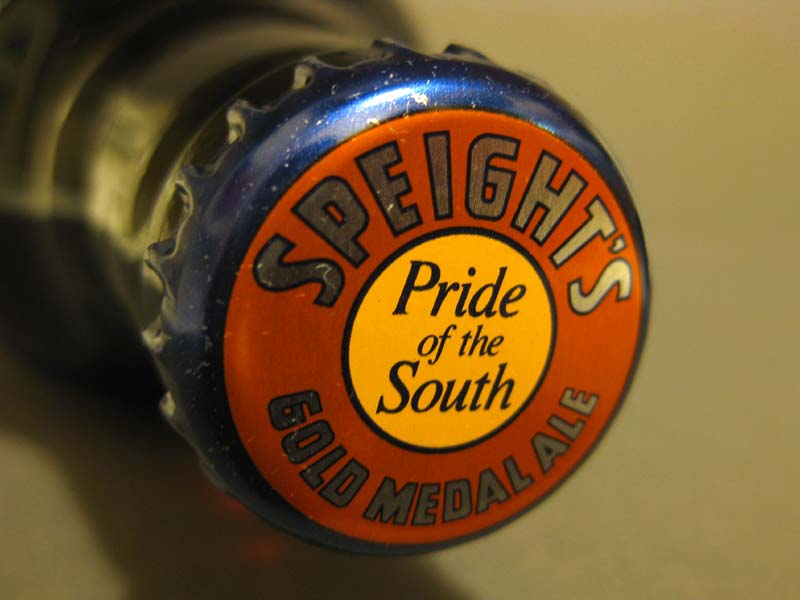 SPEIGHT'S
Pride
of the
South
GOLD MEDAL ALE